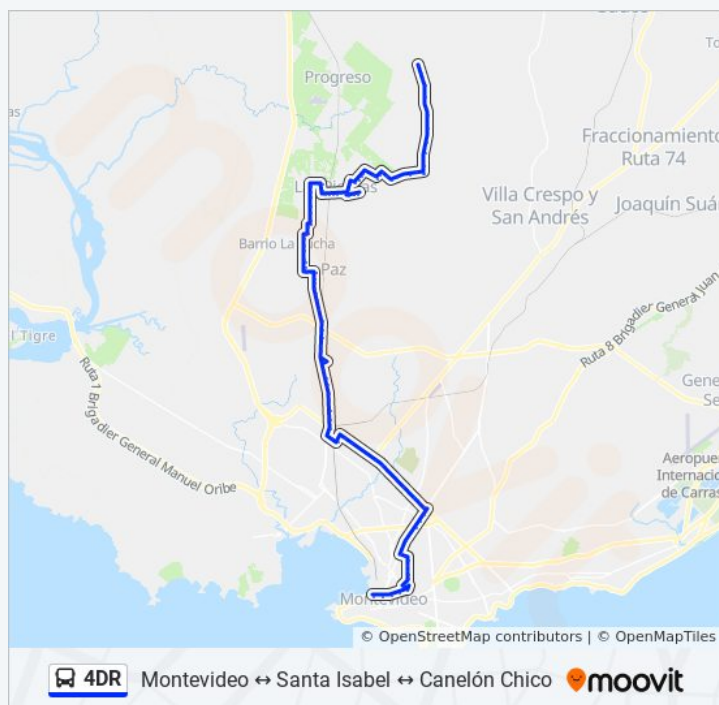 Progreso
Fraccionamiento
Ruta 74
Villa Crespo y
San Andrés
Joaquín Suár
Barrio La
Paz
l Tigre
Ruta 1 Brigadier General Manuel Oribe
Ruta 8 Brigadier General Juan
Gene
Se
Aeropue
Internacio
de Carras
Montevideo
© OpenStreetMap contributors | © OpenMapTiles
4DR Montevideo ↔ Santa Isabel ↔ Canelón Chico moovit